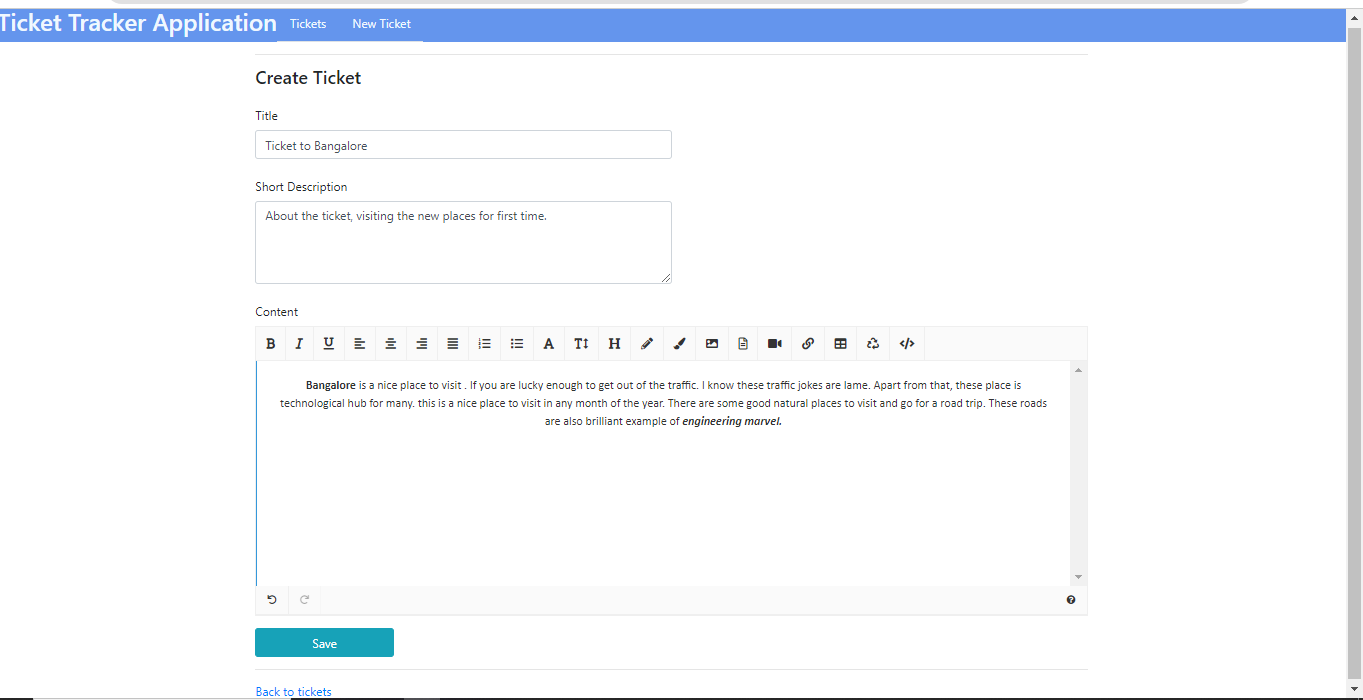 Ticket Tracker Application Tickets New Ticket
Create Ticket
Title
Ticket to Bangalore
Short Description
About the ticket, visiting the new places for first time.
Content
Bangalore is a nice place to visit . If you are lucky enough to get out of the traffic. I know these traffic jokes are lame. Apart from that, these place is
technological hub for many. this is a nice place to visit in any month of the year. There are some good natural places to visit and go for a road trip. These roads
are also brilliant example of engineering marvel.
Save
Back to tickets